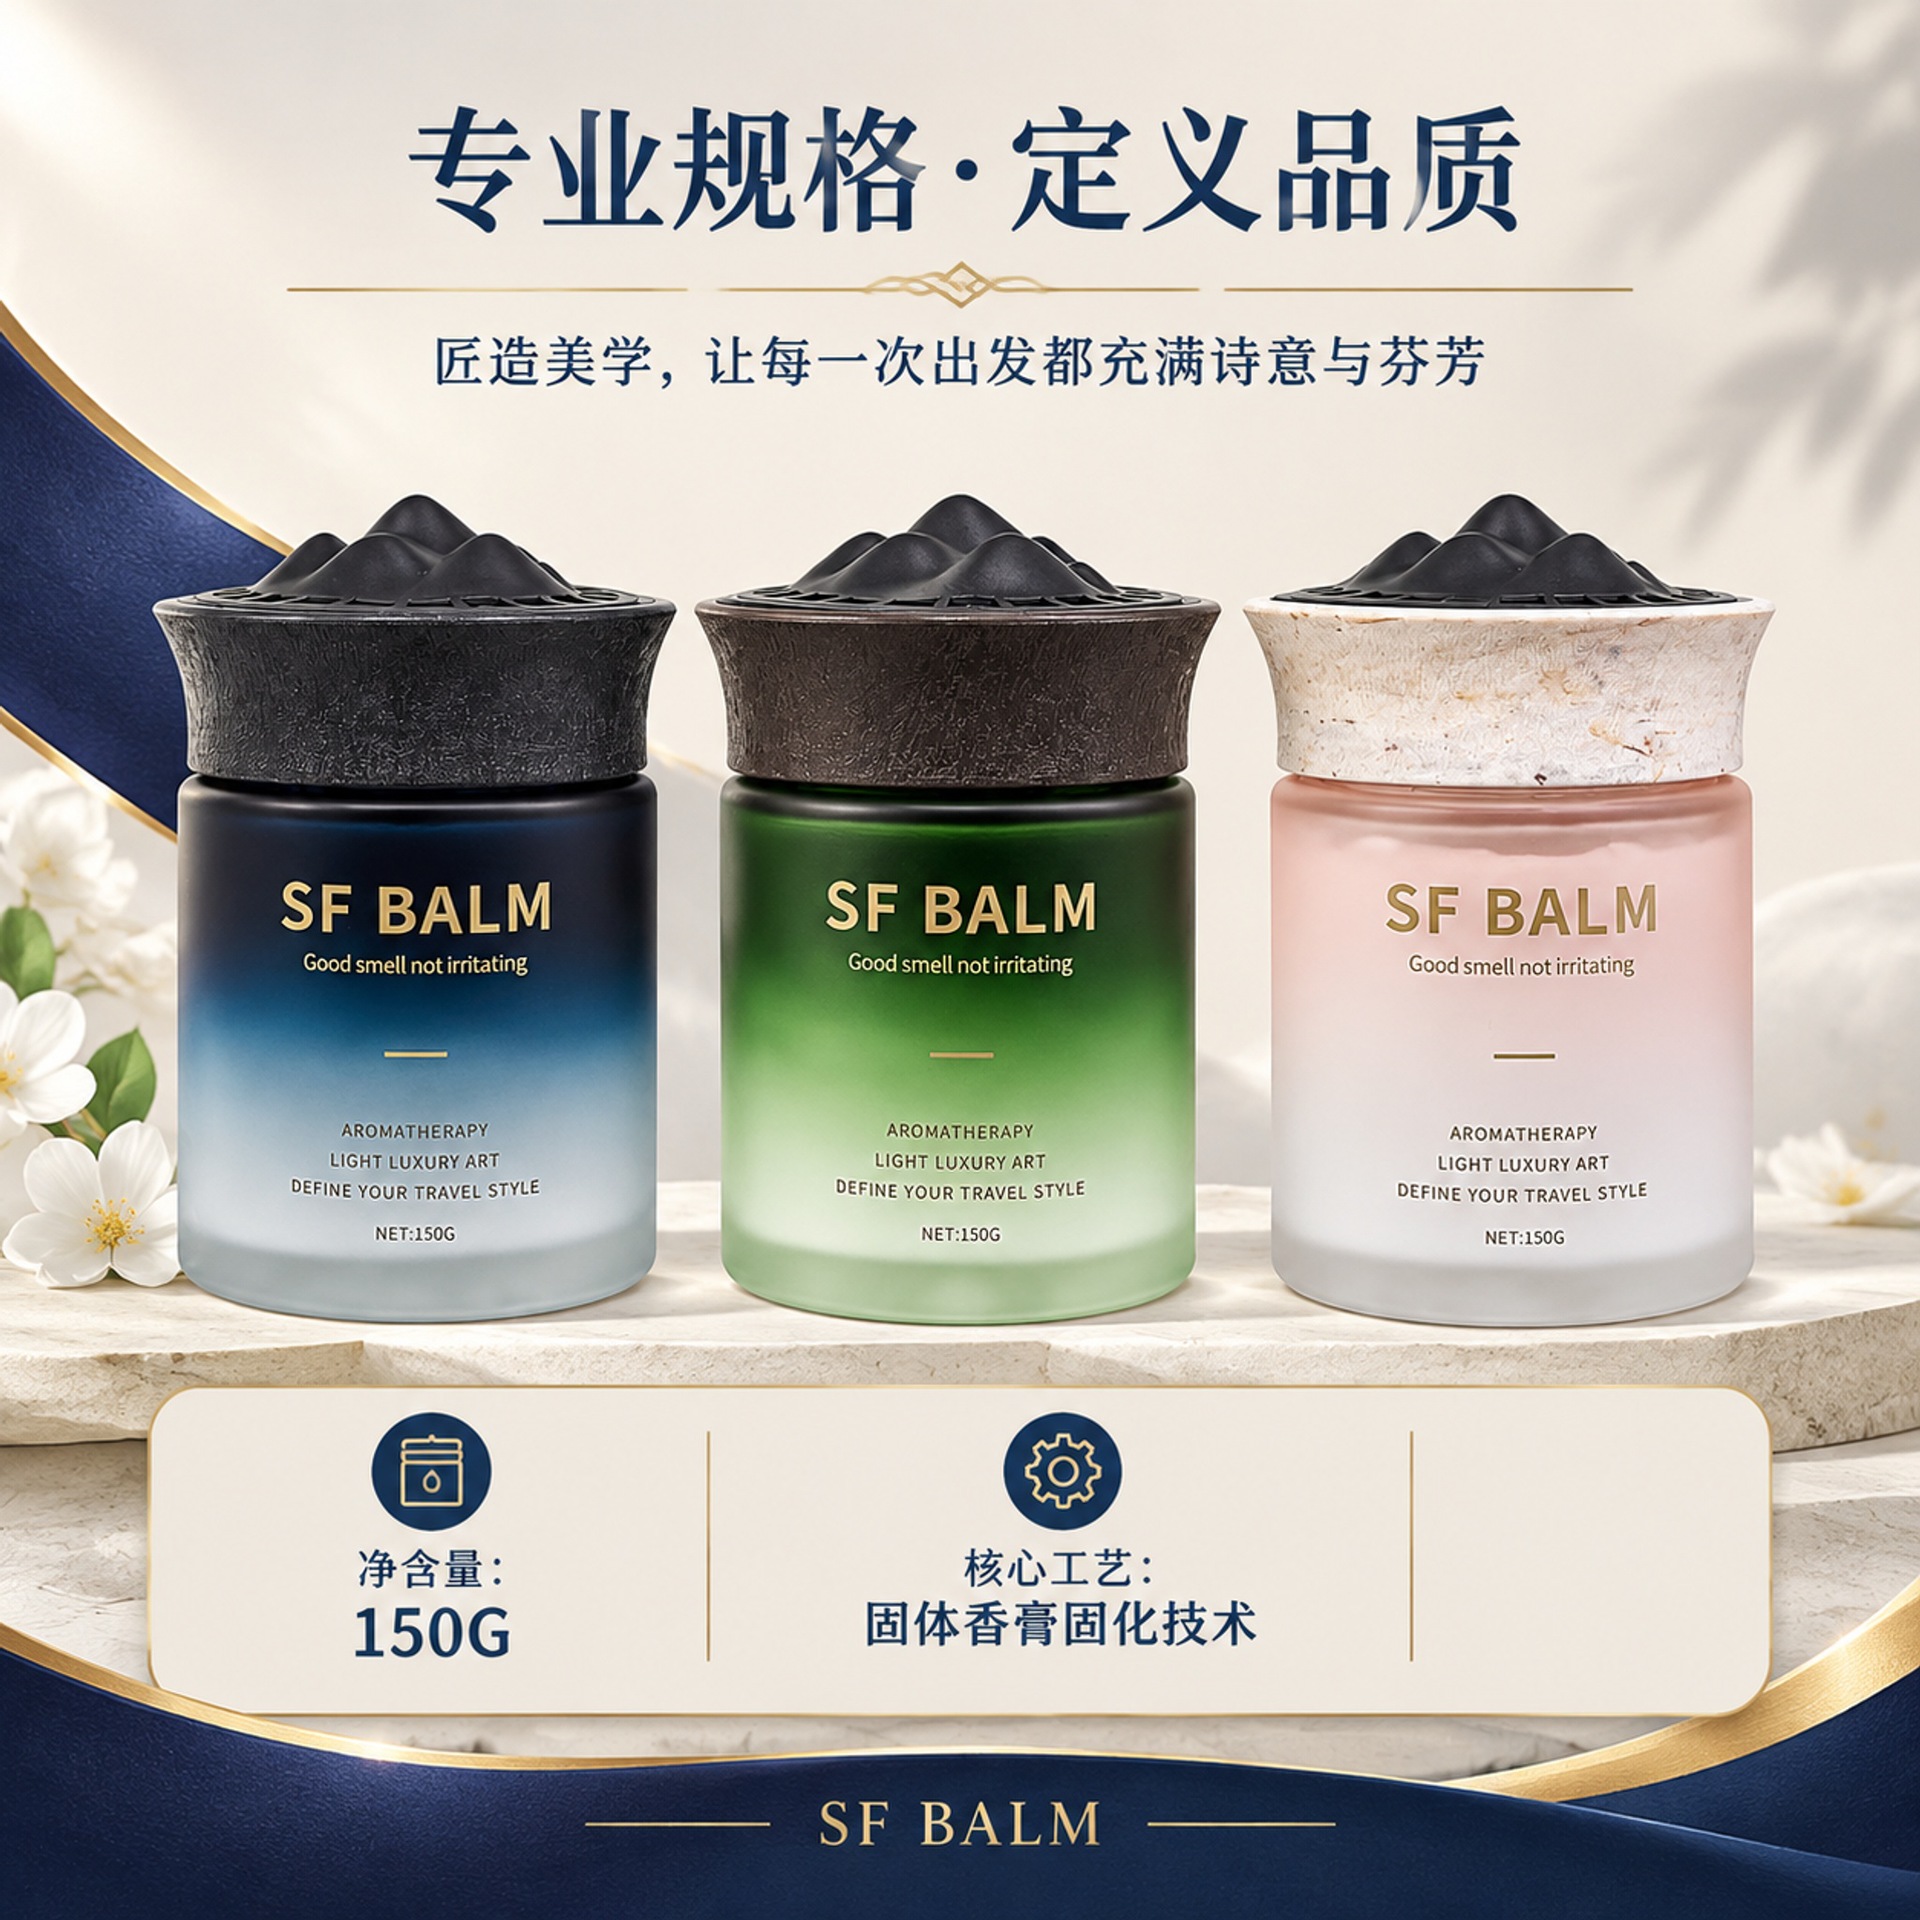 专业规格·定义品质
匠造美学，让每一次出发都充满诗意与芬芳
SF BALM
Good smell not irritating
AROMATHERAPY
LIGHT LUXURY ART
DEFINE YOUR TRAVEL STYLE
NET:150G
SF BALM
Good smell not irritating
AROMATHERAPY
LIGHT LUXURY ART
DEFINE YOUR TRAVEL STYLE
NET:150G
SF BALM
Good smell not irritating
AROMATHERAPY
LIGHT LUXURY ART
DEFINE YOUR TRAVEL STYLE
NET:150G
净含量：
150G
核心工艺：
固体香膏固化技术
SF BALM